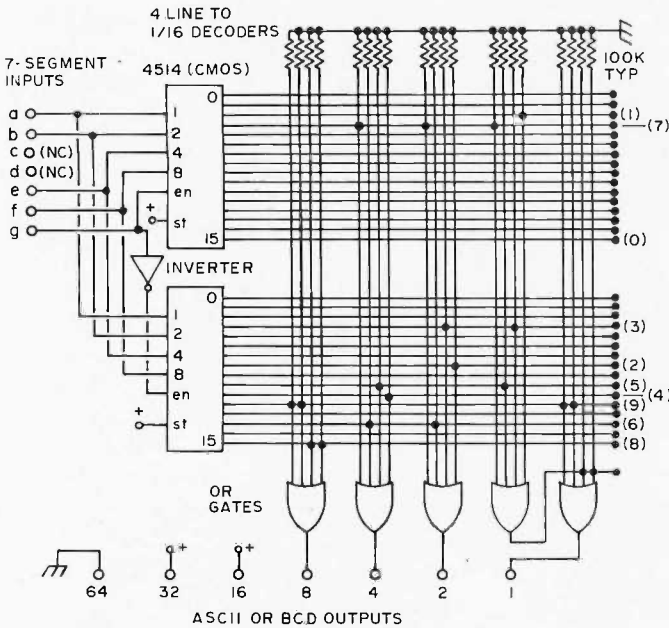 4 LINE TO
1/16 DECODERS
7-SEGMENT
INPUTS
4514 (CMOS)
100K
TYP
0
a
1
(1)
b
2
(7)
c (NC)
4
d (NC)
8
e
en
f
+
st
g
15
(0)
INVERTER
0
1
2
(3)
4
8
(2)
en
(5)
(4)
+
st
(9)
(6)
15
(8)
OR
GATES
+
+
64
32
16
8
4
2
1
ASCII OR BCD OUTPUTS